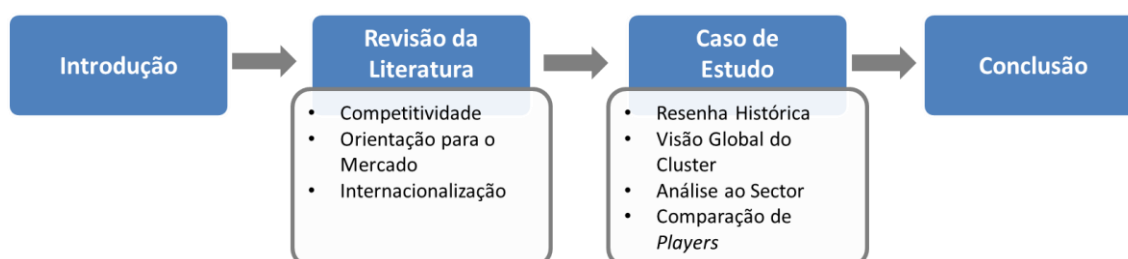 Introdução
Revisão da
Literatura
• Competitividade
• Orientação para o
Mercado
• Internacionalização
Caso de
Estudo
• Resenha Histórica
• Visão Global do
Cluster
• Análise ao Sector
• Comparação de
Players
Conclusão